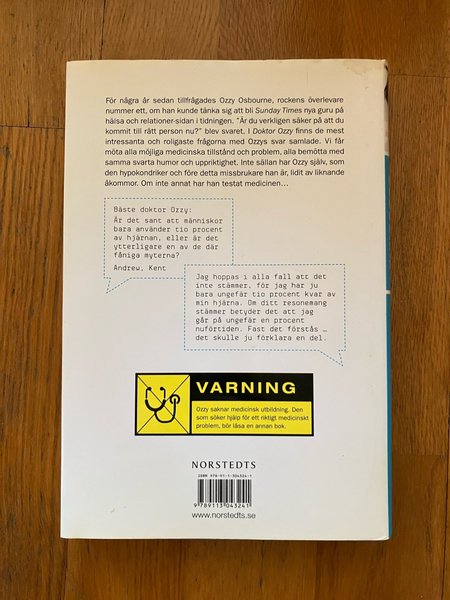 För några år sedan tillfrågades Ozzy Osbourne, rockens överlevare
nummer ett, om han kunde tänka sig att bli Sunday Times nya guru på
hälsa och relationer-sidan i tidningen. "Är du verkligen säker på att du
kommit till rätt person nu?" blev svaret. I Doktor Ozzy finns de mest
intressanta och roligaste frågorna med Ozzys svar samlade. Vi får
möta alla möjliga medicinska tillstånd och problem, alla bemötta med
samma svarta humor och uppriktighet. Inte sällan har Ozzy själv, som
den hypokondriker och före detta missbrukare han är, lidit av liknande
åkommor. Om inte annat har han testat medicinen...
Bäste doktor Ozzy:
Är det sant att människor
bara använder tio procent
av hjärnan, eller är det
ytterligare en av de där
fåniga myterna?
Andrew, Kent
Jag hoppas i alla fall att det
inte stämmer, för jag har ju
bara ungefär tio procent kvar av
min hjärna. Om ditt resonemang
stämmer betyder det att jag
går på ungefär en procent
nuförtiden. Fast det förstås …
det skulle ju förklara en del.
VARNING
Ozzy saknar medicinsk utbildning. Den
som söker hjälp för ett riktigt medicinskt
problem, bör läsa en annan bok.
NORSTEDTS
ISBN 978-91-1-304324-1
9 789113 043241
www.norstedts.se